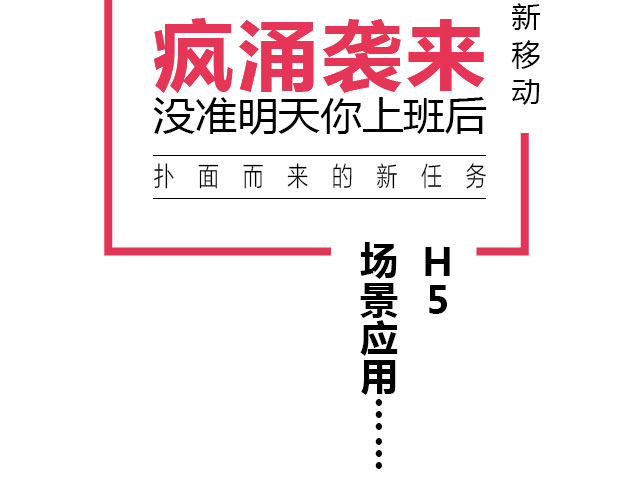 疯涌袭来
没准明天你上班后
扑面而来的新任务
新移动
H5
场景应用……